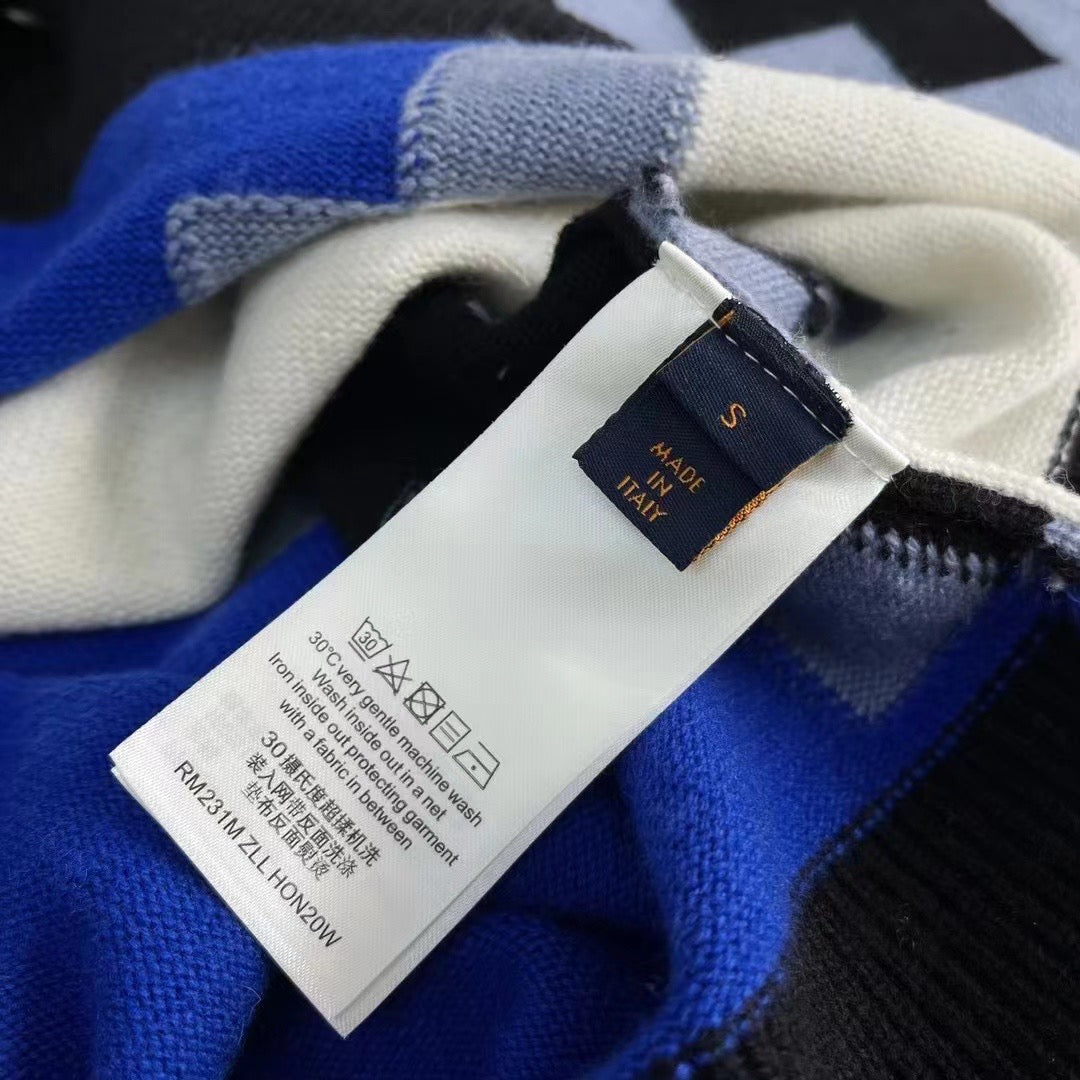 S
MADE
IN
ITALY
30
30°C very gentle machine wash
Wash inside out in a net
Iron inside out protecting garment
with a fabric in between
30摄氏度超揉机洗
装入网带反面洗涤
垫布反面熨烫
RM231M ZLL HON20W